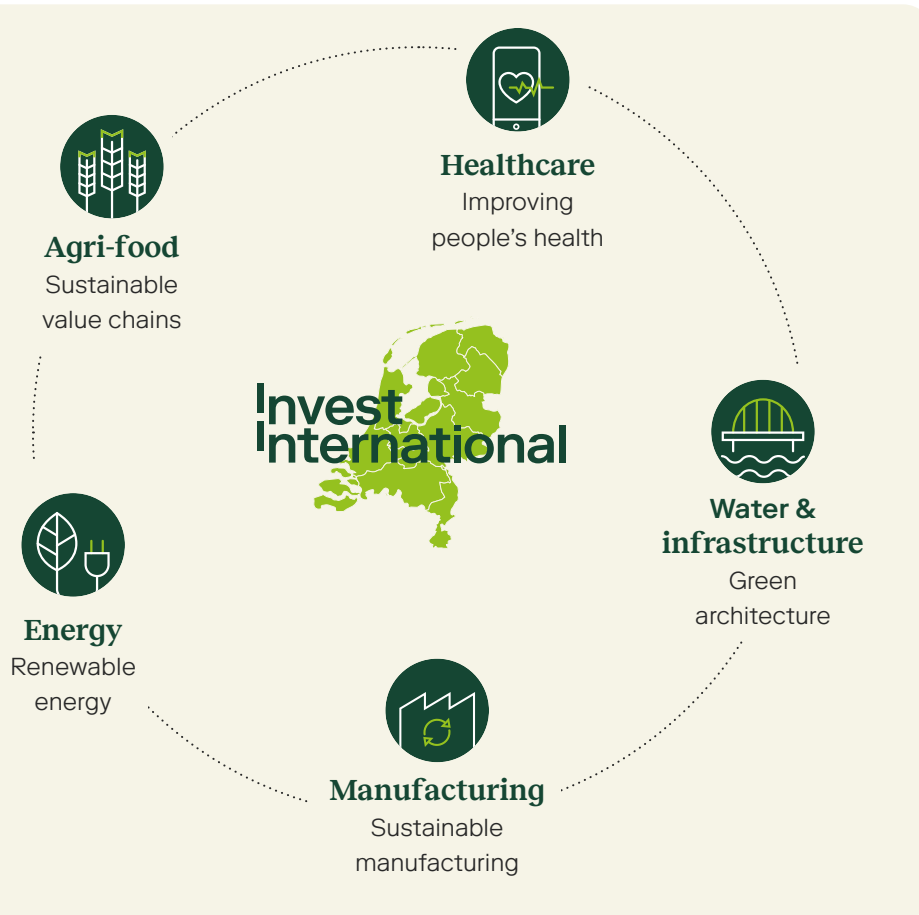 Healthcare
Improving
people's health
Agri-food
Sustainable
value chains
Invest
International
Water &
infrastructure
Green
architecture
Energy
Renewable
energy
Manufacturing
Sustainable
manufacturing